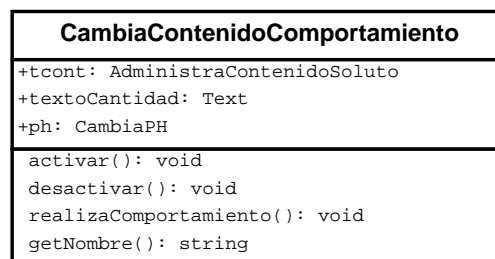 CambiaContenidoComportamiento
+tcont: AdministraContenidoSoluto
+textoCantidad: Text
+ph: CambiaPH
activar(): void
desactivar(): void
realizaComportamiento(): void
getNombre(): string